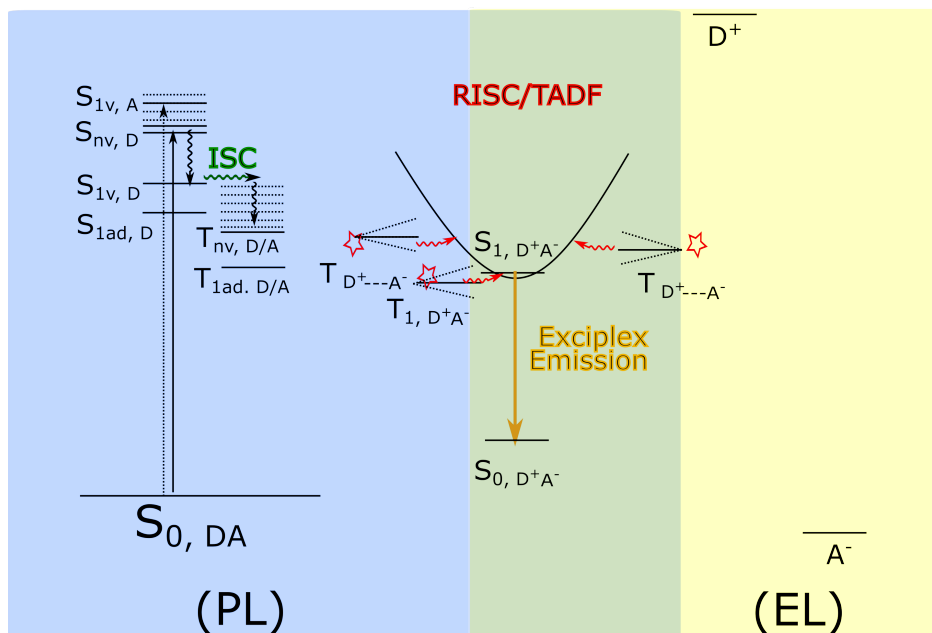 D+
RISC/TADF
S1v, A
Snv, D
ISC
S1v, D
S1ad, D
Tnv, D/A
T1ad. D/A
S1, D+A-
T D+---A-
T1, D+A-
T D+---A-
Exciplex
Emission
S0, D+A-
S0, DA
A-
(PL)
(EL)